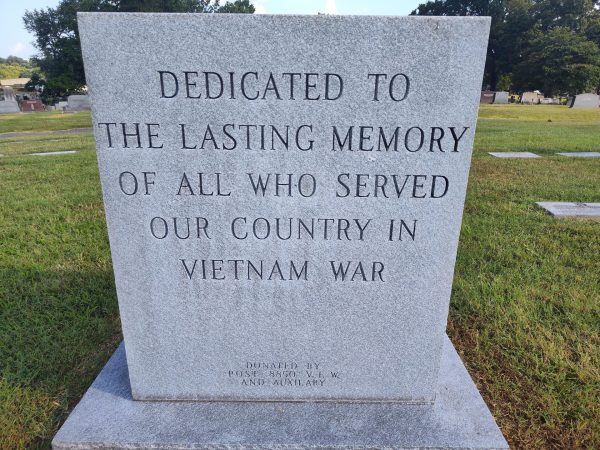 DEDICATED TO
THE LASTING MEMORY
OF ALL WHO SERVED
OUR COUNTRY IN
VIETNAM WAR
DONATED BY
POST 8890 V.F.W.
AND AUXILARY